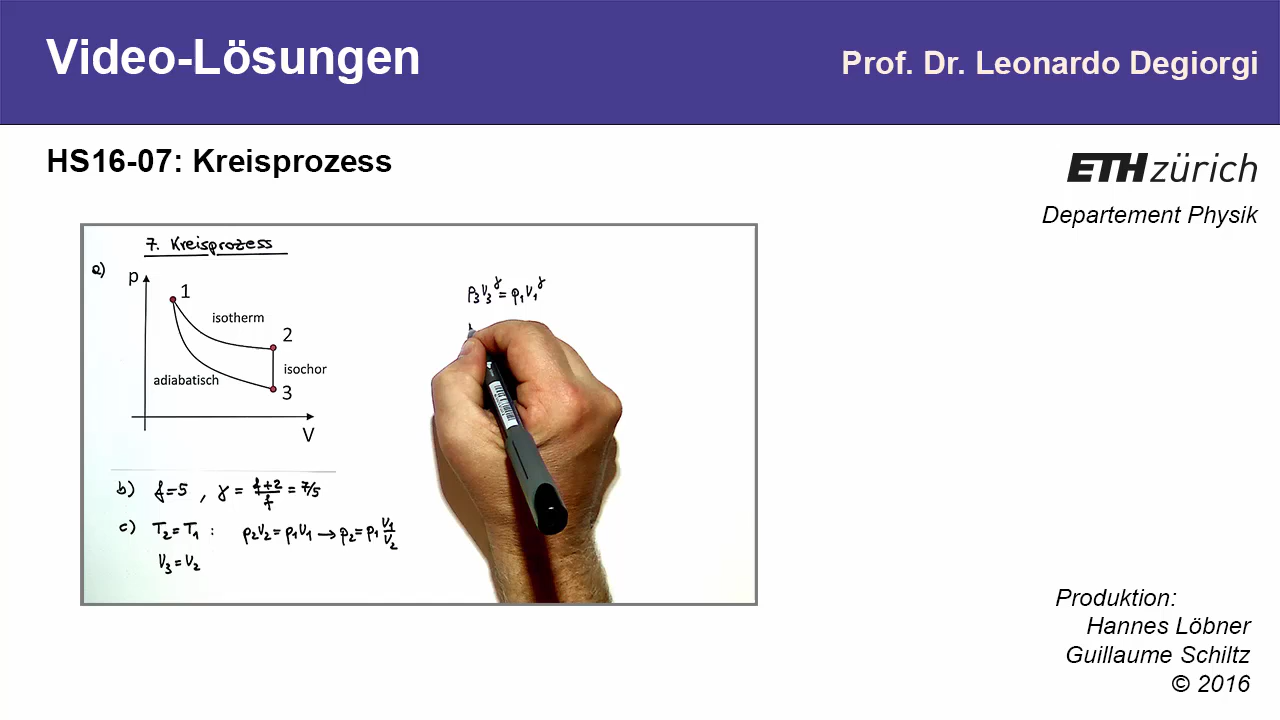 Video-Lösungen
Prof. Dr. Leonardo Degiorgi
HS16-07: Kreisprozess
ETH zürich
Departement Physik
7. Kreisprozess
a)
p
1
isotherm
2
isochor
adiabatisch
3
V
p₃V₃^γ = p₁V₁^γ
b) f=5 , γ = (f+2)/f = 7/5
c) T₂=T₁ : p₂V₂ = p₁V₁ → p₂ = p₁ V₁/V₂
V₃=V₂
Produktion:
Hannes Löbner
Guillaume Schiltz
© 2016